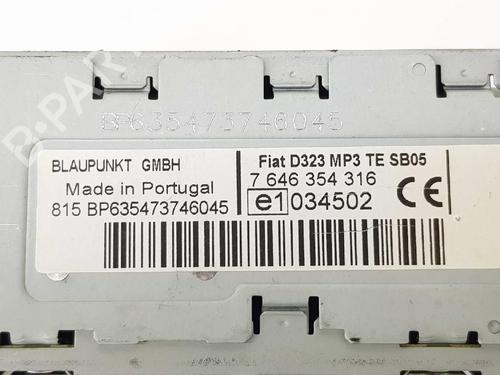 BP635473746045
BLAUPUNKT GMBH
Made in Portugal
815 BP635473746045
Fiat D323 MP3 TE SB05
7 646 354 316
e1 034502 CE
B-PARTS